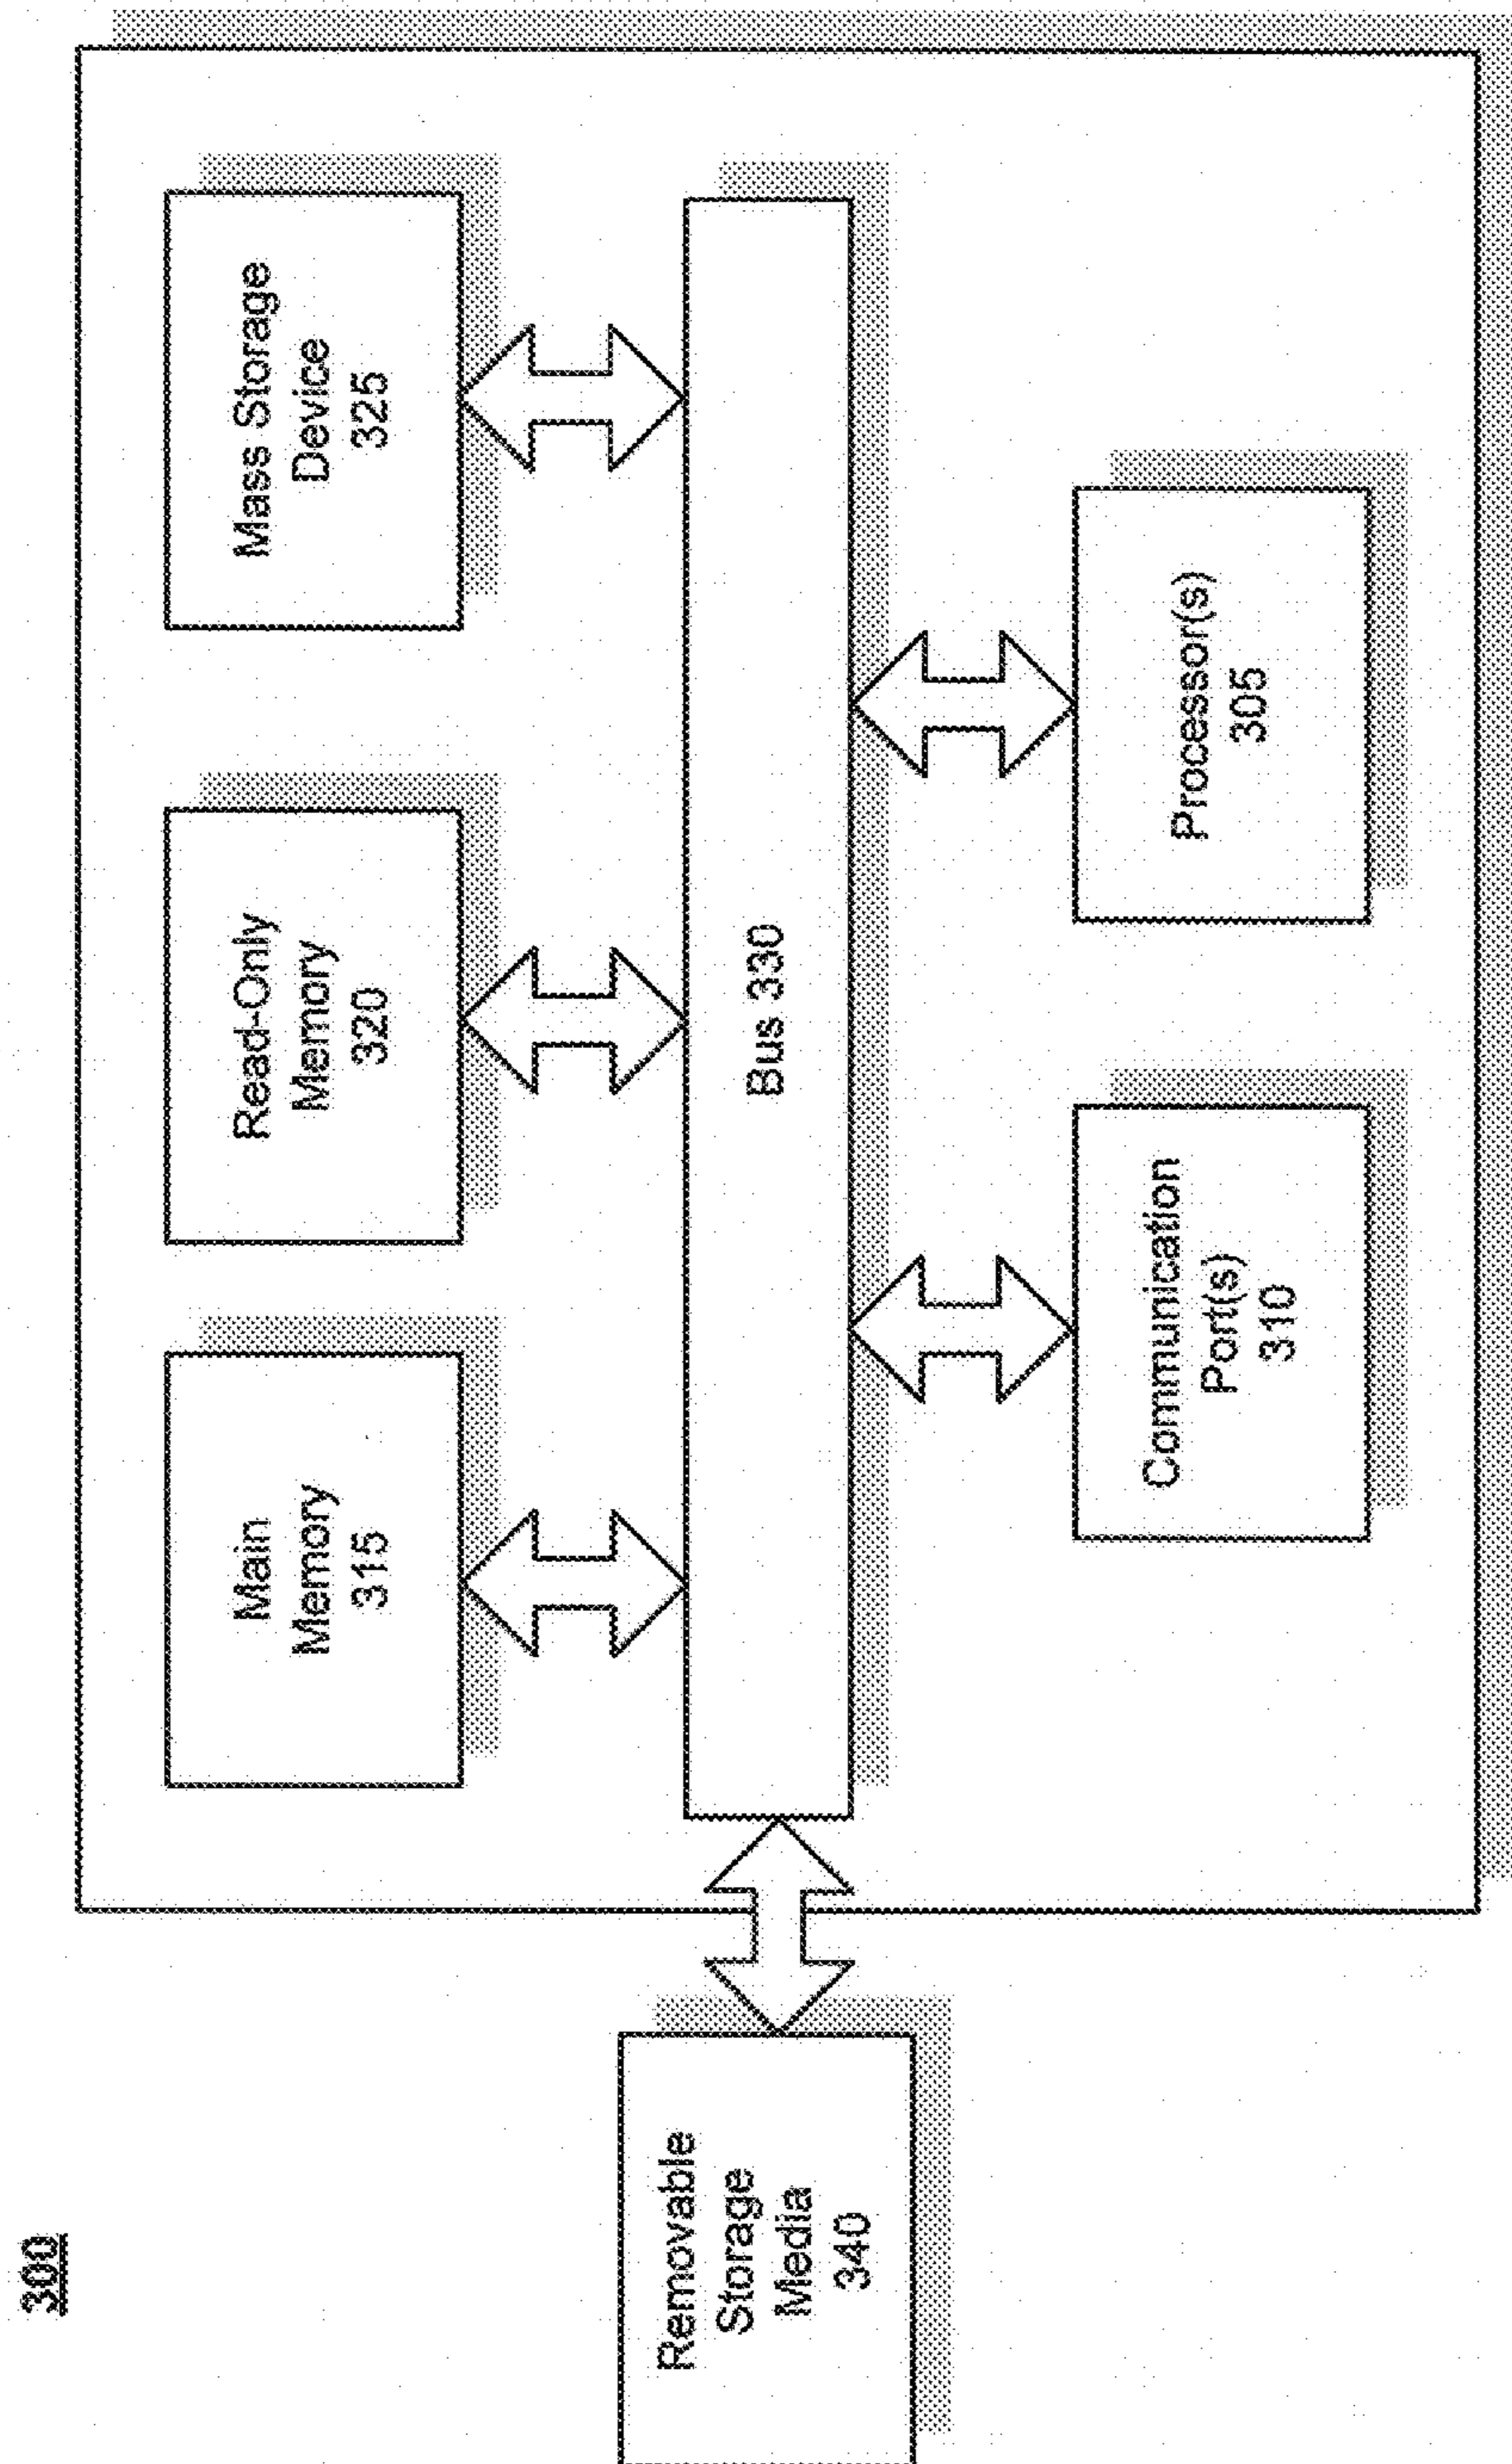 300
Main
Memory
315
Read-Only
Memory
320
Mass Storage
Device
325
Removable
Storage
Media
340
Bus 330
Communication
Port(s)
310
Processor(s)
305